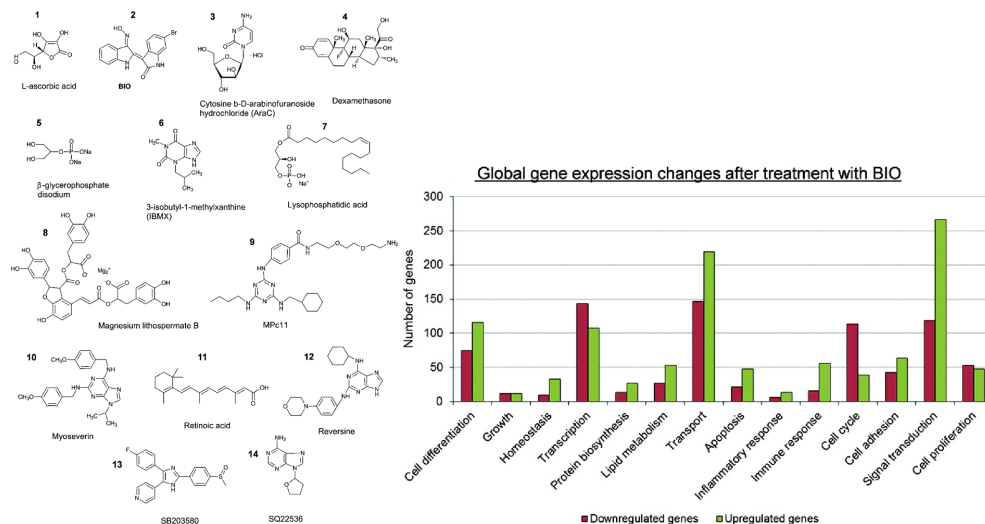 1
2
3
4
L-ascorbic acid
BIO
Cytosine b-D-arabinofuranoside
hydrochloride (AraC)
Dexamethasone
5
6
7
β-glycerophosphate
disodium
3-isobutyl-1-methylxanthine
(IBMX)
Lysophosphatidic acid
8
9
Magnesium lithospermate B
MPc11
10
11
12
Myoseverin
Retinoic acid
Reversine
13
14
SB203580
SQ22536
Global gene expression changes after treatment with BIO
Number of genes
300
250
200
150
100
50
0
Cell differentiation
Growth
Homeostasis
Transcription
Protein biosynthesis
Lipid metabolism
Transport
Apoptosis
Inflammatory response
Immune response
Cell cycle
Cell adhesion
Signal transduction
Cell proliferation
Downregulated genes
Upregulated genes